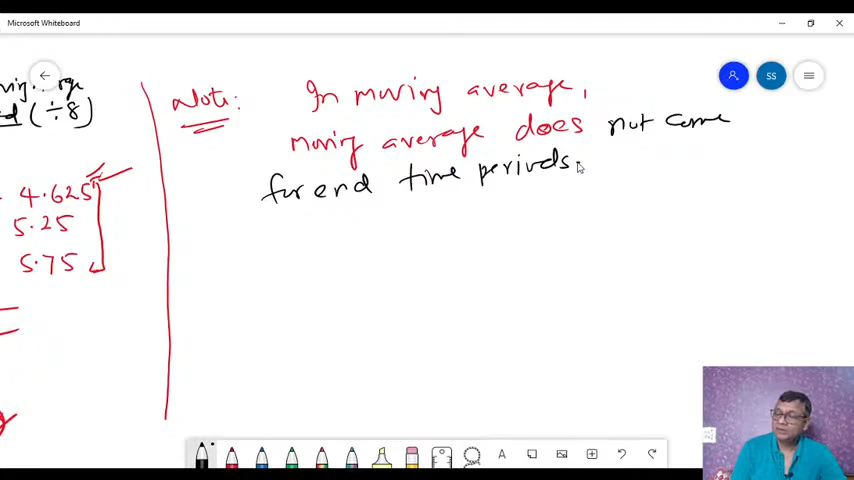 Microsoft Whiteboard
SS
(÷8)
4.625
5.25
5.75
Note: In moving average,
moving average does not come
for end time periods.
A